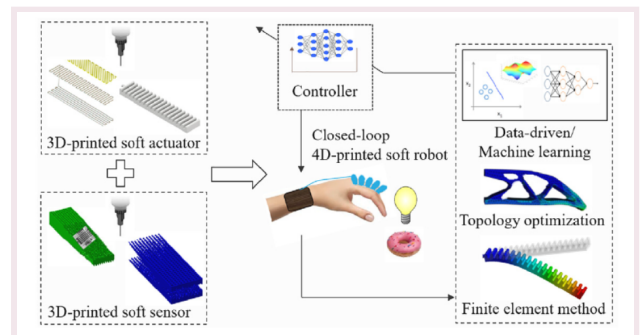 3D-printed soft actuator
3D-printed soft sensor
Controller
Closed-loop
4D-printed soft robot
Data-driven/
Machine learning
Topology optimization
Finite element method